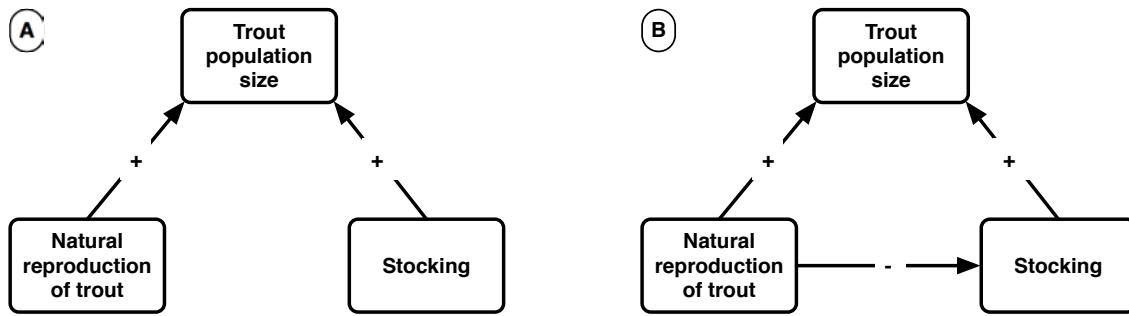 A
Trout
population
size
+
+
Natural
reproduction
of trout
Stocking
B
Trout
population
size
+
+
Natural
reproduction
of trout
-
Stocking